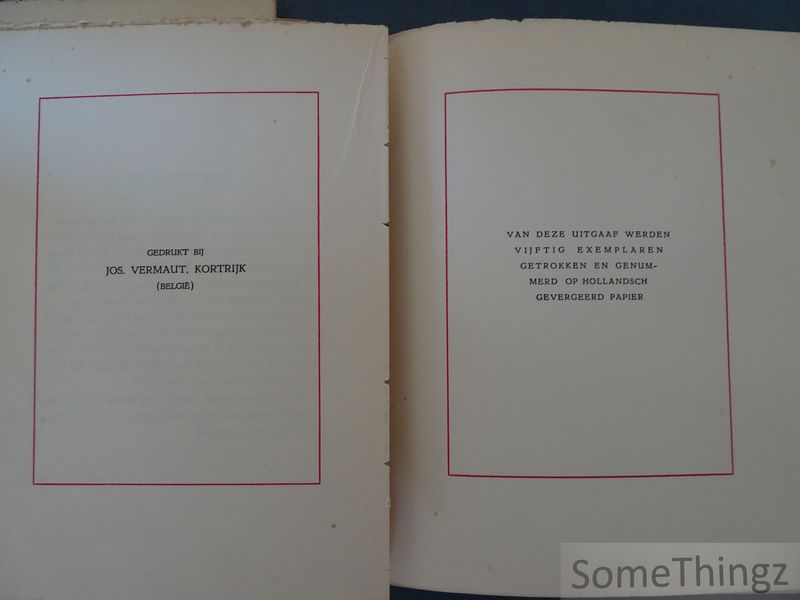 GEDRUKT BIJ
JOS. VERMAUT, KORTRIJK
(BELGIË)
VAN DEZE UITGAAF WERDEN
VIJFTIG EXEMPLAREN
GETROKKEN EN GENUM-
MERD OP HOLLANDSCH
GEVERGEERD PAPIER
SomeThingz